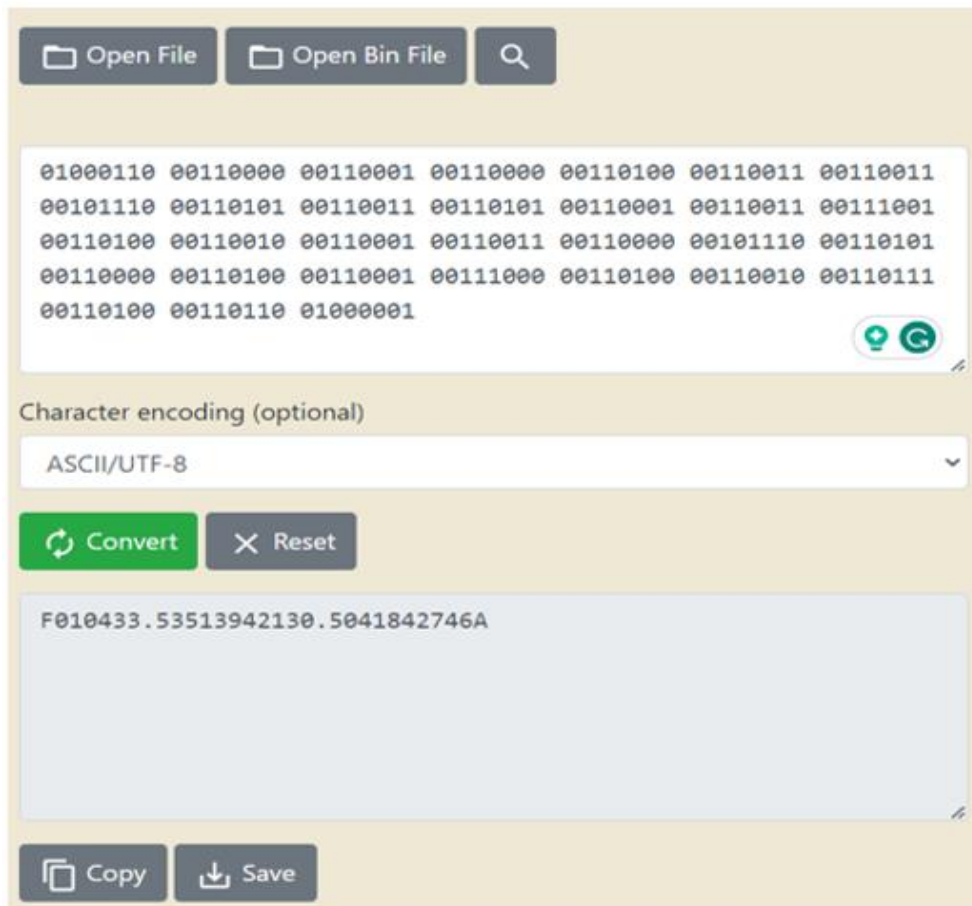 Open File Open Bin File
01000110 00110000 00110001 00110000 00110100 00110011 00110011
00101110 00110101 00110011 00110101 00110001 00110011 00111001
00110100 00110010 00110001 00110011 00110000 00101110 00110101
00110000 00110100 00110001 00111000 00110100 00110010 00110111
00110100 00110110 01000001
Character encoding (optional)
ASCII/UTF-8
Convert Reset
F010433.53513942130.5041842746A
Copy Save